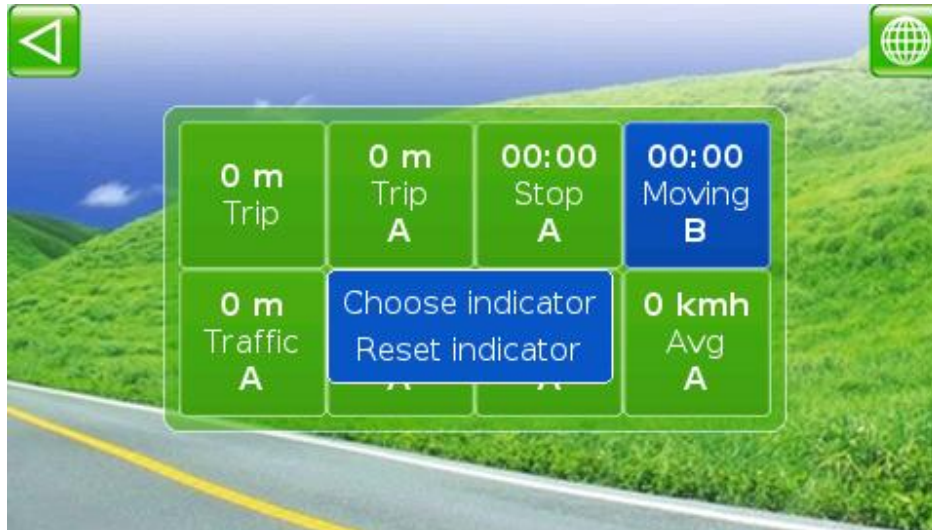 0 m
Trip
0 m
Trip
A
00:00
Stop
A
00:00
Moving
B
0 m
Traffic
A
Choose indicator
Reset indicator
A
A
0 kmh
Avg
A